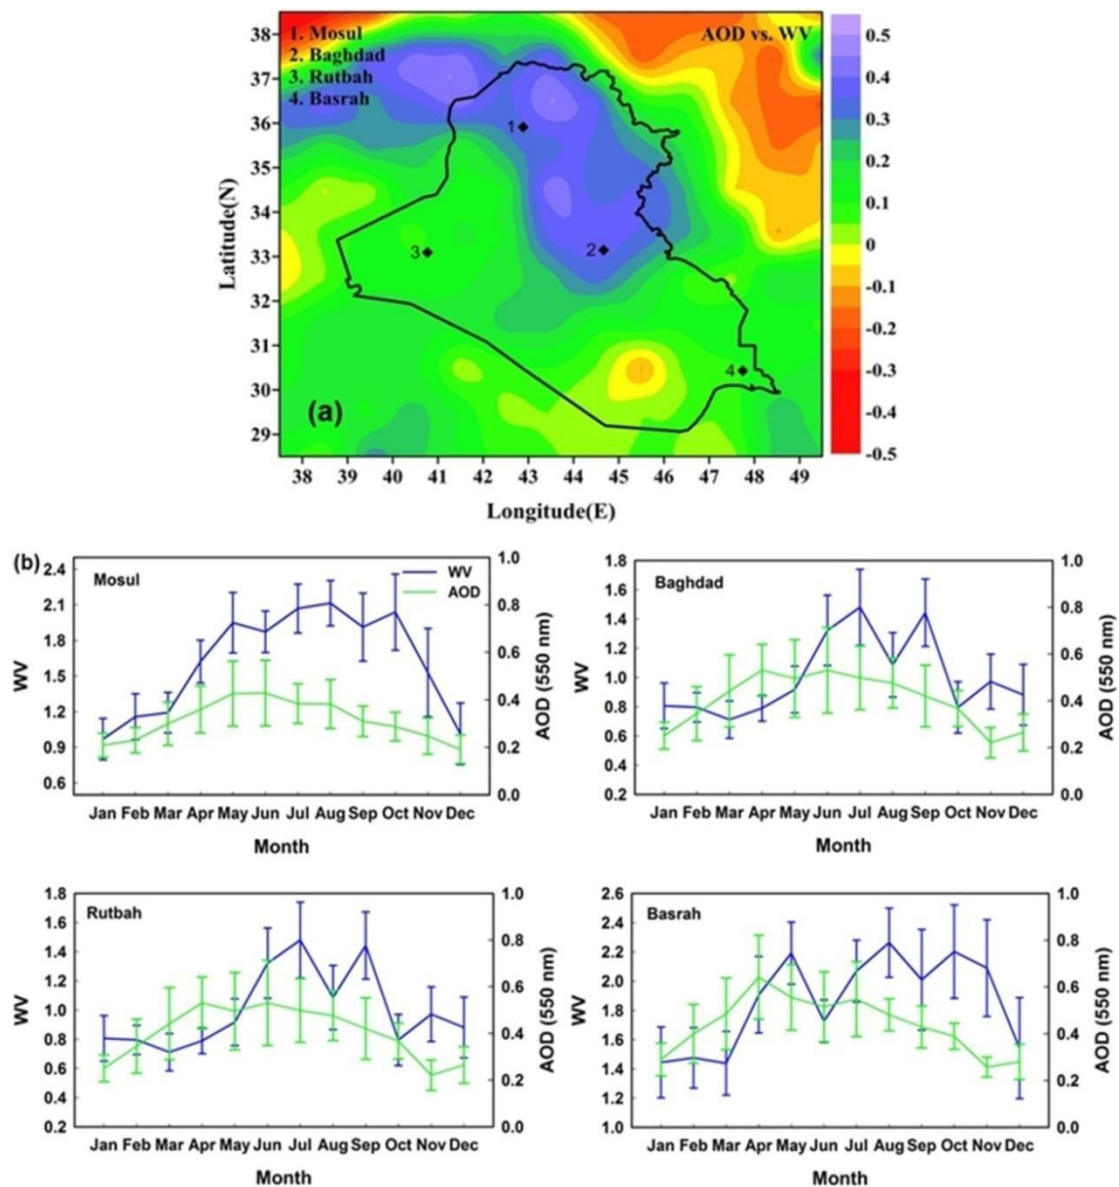 1. Mosul
2. Baghdad
3. Rutbah
4. Basrah
AOD vs. WV
38
37
36
35
34
33
32
31
30
29
Latitude(N)
1
2
3
4
(a)
38 39 40 41 42 43 44 45 46 47 48 49
Longitude(E)
0.5
0.4
0.3
0.2
0.1
0
-0.1
-0.2
-0.3
-0.4
-0.5
(b)
Mosul
WV
AOD
2.4
2.1
1.8
1.5
1.2
0.9
0.6
WV
1.0
0.8
0.6
0.4
0.2
0.0
AOD (550 nm)
Jan Feb Mar Apr May Jun Jul Aug Sep Oct Nov Dec
Month
Baghdad
1.8
1.6
1.4
1.2
1.0
0.8
0.6
0.4
0.2
WV
1.0
0.8
0.6
0.4
0.2
0.0
AOD (550 nm)
Jan Feb Mar Apr May Jun Jul Aug Sep Oct Nov Dec
Month
Rutbah
1.8
1.6
1.4
1.2
1.0
0.8
0.6
0.4
0.2
WV
1.0
0.8
0.6
0.4
0.2
0.0
AOD (550 nm)
Jan Feb Mar Apr May Jun Jul Aug Sep Oct Nov Dec
Month
Basrah
2.6
2.4
2.2
2.0
1.8
1.6
1.4
1.2
1.0
WV
1.0
0.8
0.6
0.4
0.2
0.0
AOD (550 nm)
Jan Feb Mar Apr May Jun Jul Aug Sep Oct Nov Dec
Month